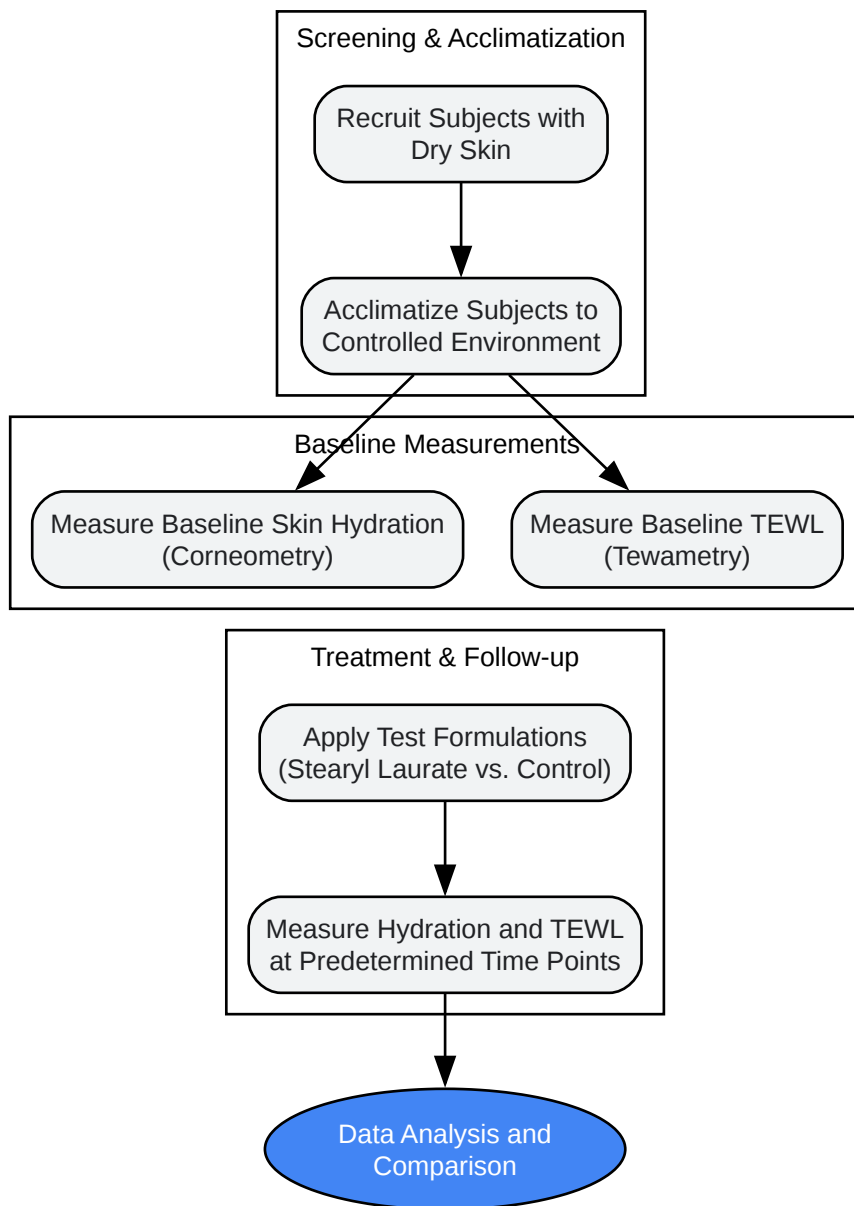 Screening & Acclimatization
Recruit Subjects with
Dry Skin
Acclimatize Subjects to
Controlled Environment
Baseline Measurements
Measure Baseline Skin Hydration
(Corneometry)
Measure Baseline TEWL
(Tewametry)
Treatment & Follow-up
Apply Test Formulations
(Stearyl Laurate vs. Control)
Measure Hydration and TEWL
at Predetermined Time Points
Data Analysis and
Comparison